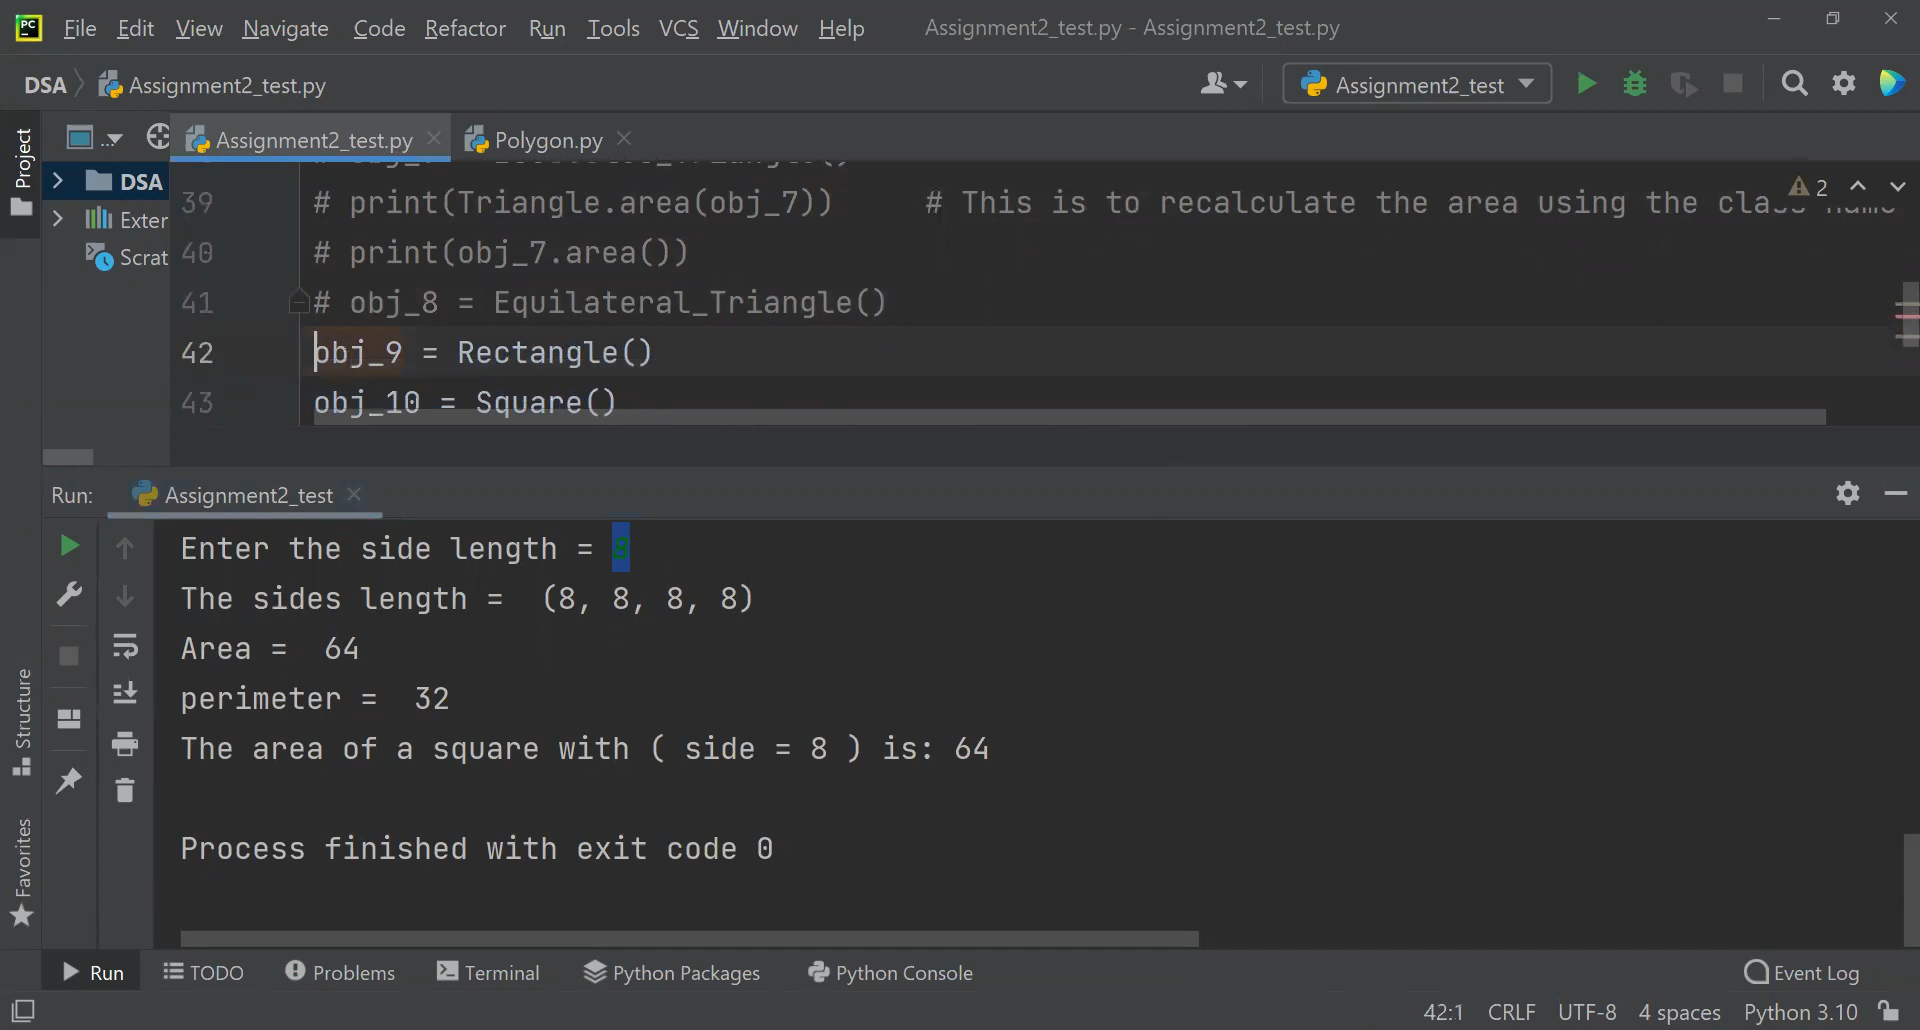 PC
File Edit View Navigate Code Refactor Run Tools VCS Window Help Assignment2_test.py - Assignment2_test.py
DSA Assignment2_test.py Assignment2_test
... Assignment2_test.py Polygon.py
Project
DSA
Exter
Scrat
2
39 # print(Triangle.area(obj_7)) # This is to recalculate the area using the class name
40 # print(obj_7.area())
41 # obj_8 = Equilateral_Triangle()
42 obj_9 = Rectangle()
43 obj_10 = Square()
Run: Assignment2_test
Enter the side length = 8
The sides length = (8, 8, 8, 8)
Area = 64
perimeter = 32
The area of a square with ( side = 8 ) is: 64
Process finished with exit code 0
Structure
Favorites
Run TODO Problems Terminal Python Packages Python Console Event Log
42:1 CRLF UTF-8 4 spaces Python 3.10